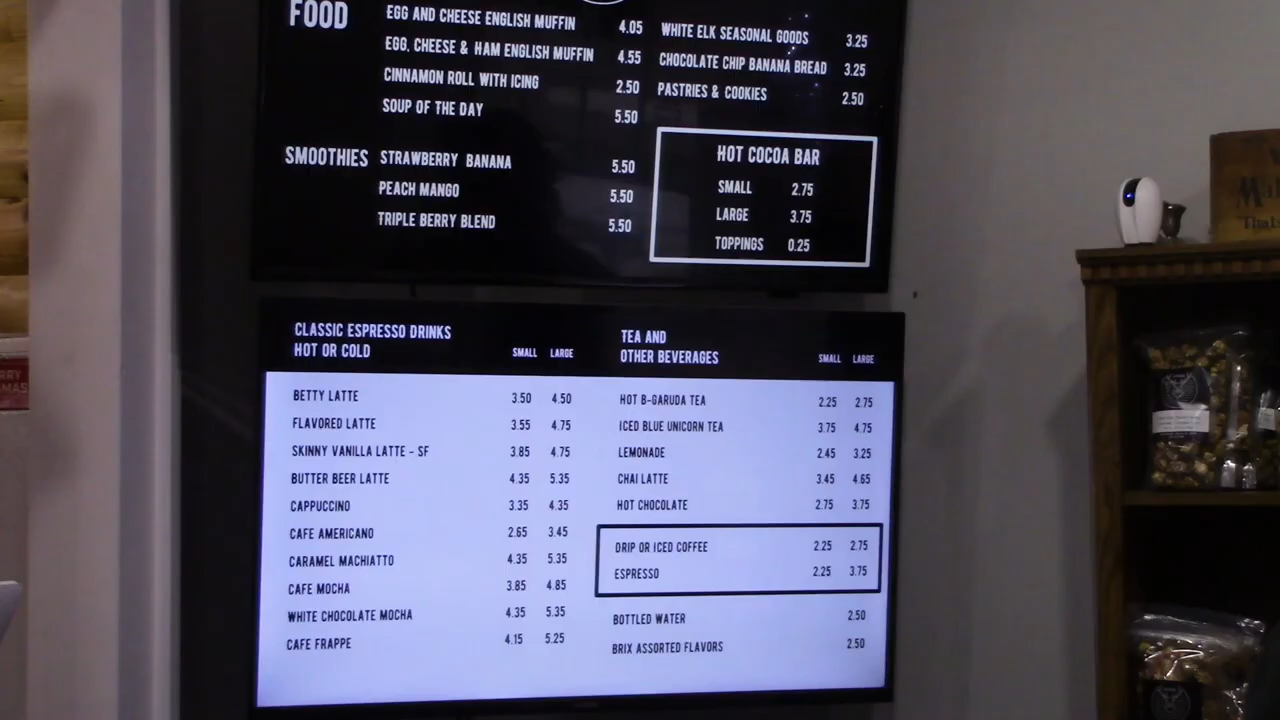 FOOD
EGG AND CHEESE ENGLISH MUFFIN 4.05
EGG, CHEESE & HAM ENGLISH MUFFIN 4.55
CINNAMON ROLL WITH ICING 2.50
SOUP OF THE DAY 5.50
WHITE ELK SEASONAL GOODS 3.25
CHOCOLATE CHIP BANANA BREAD 3.25
PASTRIES & COOKIES 2.50
SMOOTHIES
STRAWBERRY BANANA 5.50
PEACH MANGO 5.50
TRIPLE BERRY BLEND 5.50
HOT COCOA BAR
SMALL 2.75
LARGE 3.75
TOPPINGS 0.25
CLASSIC ESPRESSO DRINKS
HOT OR COLD SMALL LARGE
BETTY LATTE 3.50 4.50
FLAVORED LATTE 3.55 4.75
SKINNY VANILLA LATTE - SF 3.85 4.75
BUTTER BEER LATTE 4.35 5.35
CAPPUCCINO 3.35 4.35
CAFE AMERICANO 2.65 3.45
CARAMEL MACHIATTO 4.35 5.35
CAFE MOCHA 3.85 4.85
WHITE CHOCOLATE MOCHA 4.35 5.35
CAFE FRAPPE 4.15 5.25
TEA AND
OTHER BEVERAGES SMALL LARGE
HOT B-GARUDA TEA 2.25 2.75
ICED BLUE UNICORN TEA 3.75 4.75
LEMONADE 2.45 3.25
CHAI LATTE 3.45 4.65
HOT CHOCOLATE 2.75 3.75
DRIP OR ICED COFFEE 2.25 2.75
ESPRESSO 2.25 3.75
BOTTLED WATER 2.50
BRIX ASSORTED FLAVORS 2.50